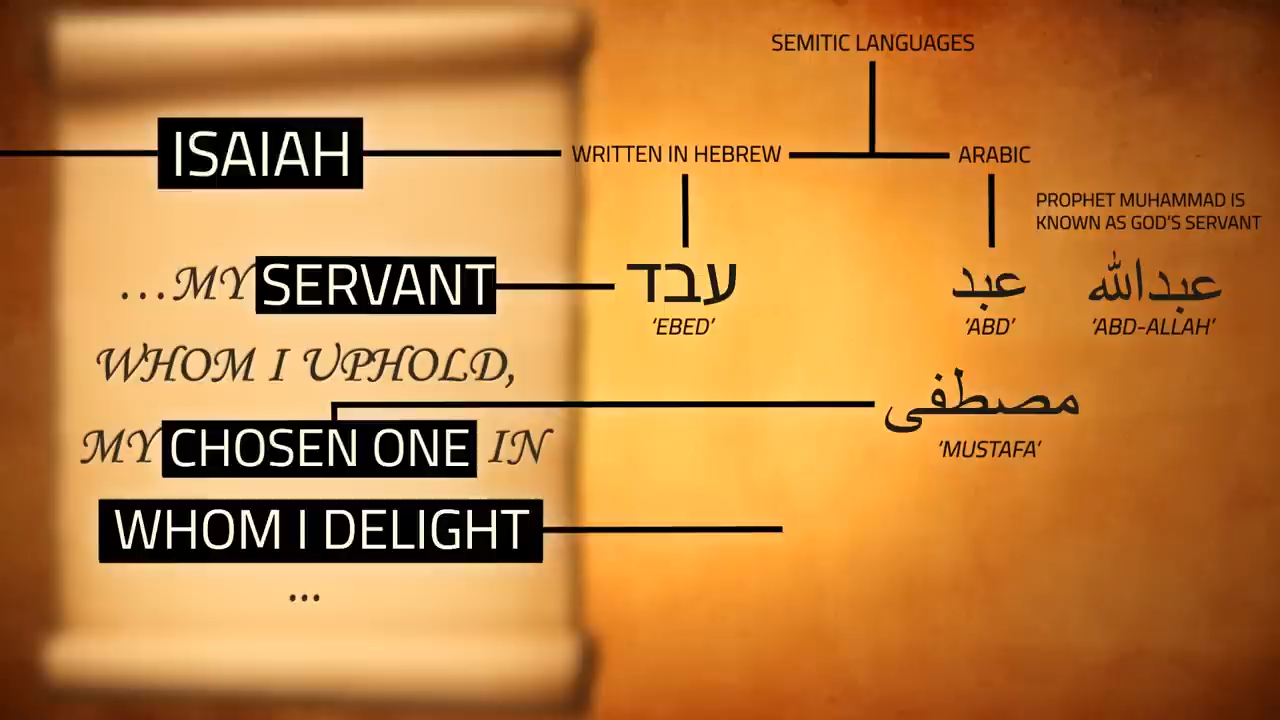 SEMITIC LANGUAGES
ISAIAH
WRITTEN IN HEBREW
ARABIC
PROPHET MUHAMMAD IS
KNOWN AS GOD'S SERVANT
...MY SERVANT
עבד
'EBED'
عبد
'ABD'
عبدالله
'ABD-ALLAH'
WHOM I UPHOLD,
مصطفى
'MUSTAFA'
MY CHOSEN ONE IN
WHOM I DELIGHT
...